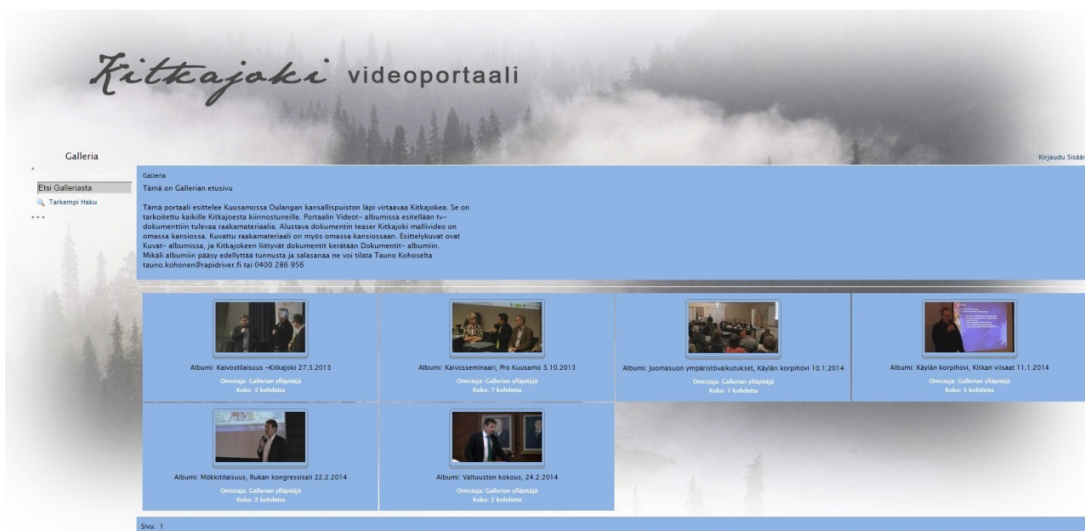 Kitkajoki videoportaali
Galleria
Kirjaudu Sisään
Etsi Galleriasta
Tarkempi Haku
Galleria
Tämä on Gallerian etusivu
Tämä portaali esittelee Kuusamossa Oulangan kansallispuiston läpi virtaavaa Kitkajokea. Se on
tarkoitettu kaikille Kitkajoesta kiinnostuneille. Portaalin Videot- albumissa esitellään tv-
dokumenttiin tulevaa raakamateriaalia. Alustava dokumentin teaser Kitkajoki mallivideo on
omassa kansiossa. Kuvattu raakamateriaali on myös omassa kansiossaan. Esittelykuvat ovat
Kuvat- albumissa, ja Kitkajokeen liittyvät dokumentit kerätään Dokumentit- albumiin.
Mikäli albumiin pääsy edellyttää tunnusta ja salasanaa ne voi tilata Tauno Kohoselta
tauno.kohonen@rapidriver.fi tai 0400 286 956
Albumi: Kaivostilaisuus -Kitkajoki 27.3.2013
Omistaja: Gallerian ylläpitäjä
Koko: 3 kohdetta
Albumi: Kaivosseminaari, Pro Kuusamo 3.10.2013
Omistaja: Gallerian ylläpitäjä
Koko: 7 kohdetta
Albumi: Juomasuon ympäristövaikutukset, Käylän korpihovi 10.1.2014
Omistaja: Gallerian ylläpitäjä
Koko: 7 kohdetta
Albumi: Käylän korpihovi, Kitkan viisaat 11.1.2014
Omistaja: Gallerian ylläpitäjä
Koko: 5 kohdetta
Albumi: Mökkitilaisuus, Rukan kongressisali 22.2.2014
Omistaja: Gallerian ylläpitäjä
Koko: 5 kohdetta
Albumi: Valtuuston kokous, 24.2.2014
Omistaja: Gallerian ylläpitäjä
Koko: 2 kohdetta
Sivu: 1